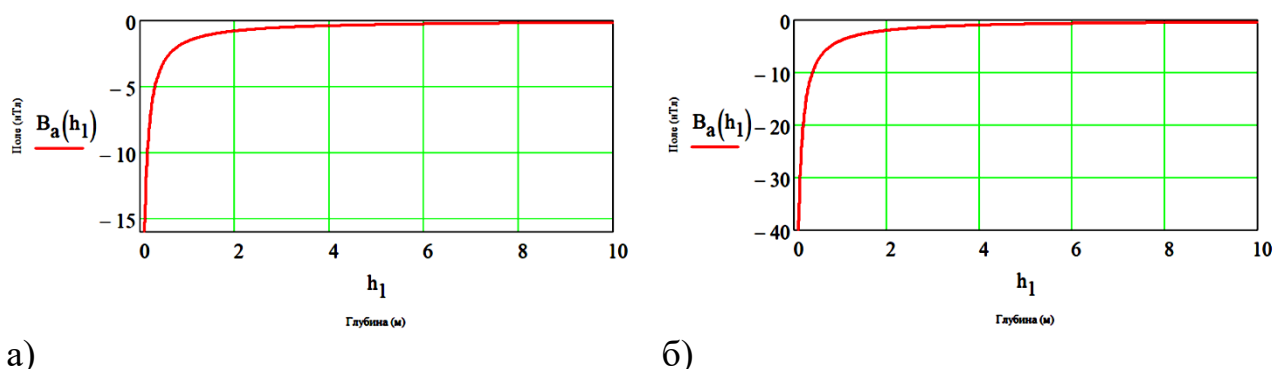 0
−5
−10
−15
Поле (нТл)
Bₐ(h₁)
0 2 4 6 8 10
h₁
Глубина (м)
а)
0
−10
−20
−30
−40
Поле (нТл)
Bₐ(h₁)
0 2 4 6 8 10
h₁
Глубина (м)
б)